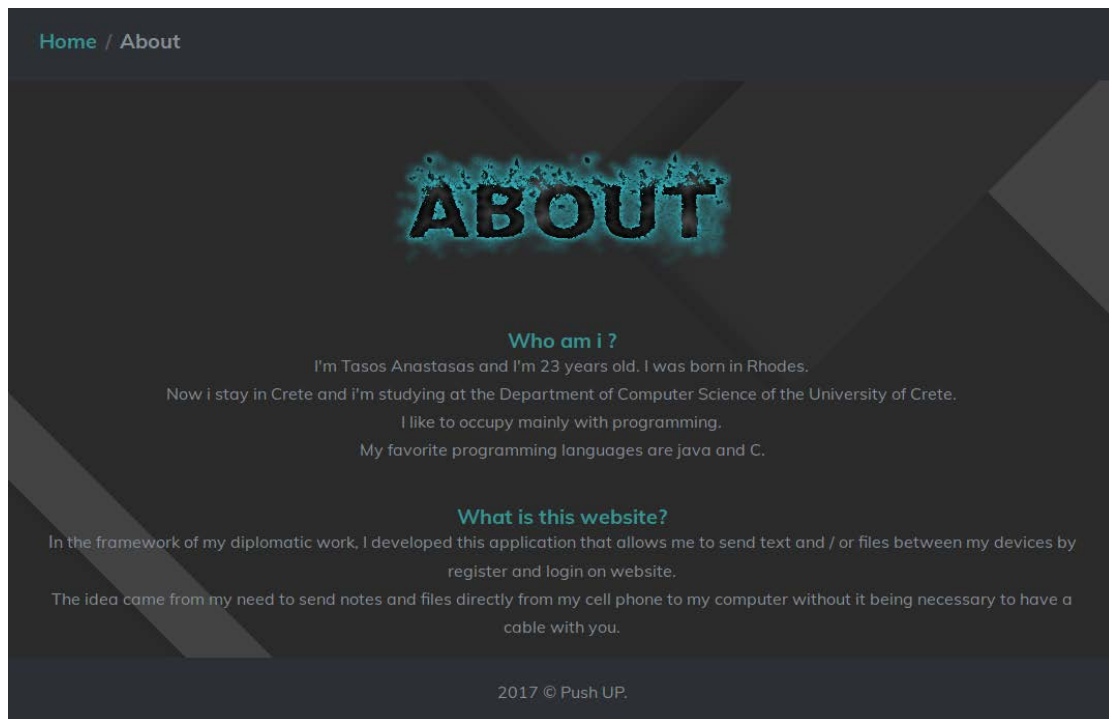 Home / About
ABOUT
Who am i ?
I'm Tasos Anastasas and I'm 23 years old. I was born in Rhodes.
Now i stay in Crete and i'm studying at the Department of Computer Science of the University of Crete.
I like to occupy mainly with programming.
My favorite programming languages are java and C.
What is this website?
In the framework of my diplomatic work, I developed this application that allows me to send text and / or files between my devices by
register and login on website.
The idea came from my need to send notes and files directly from my cell phone to my computer without it being necessary to have a
cable with you.
2017 © Push UP.